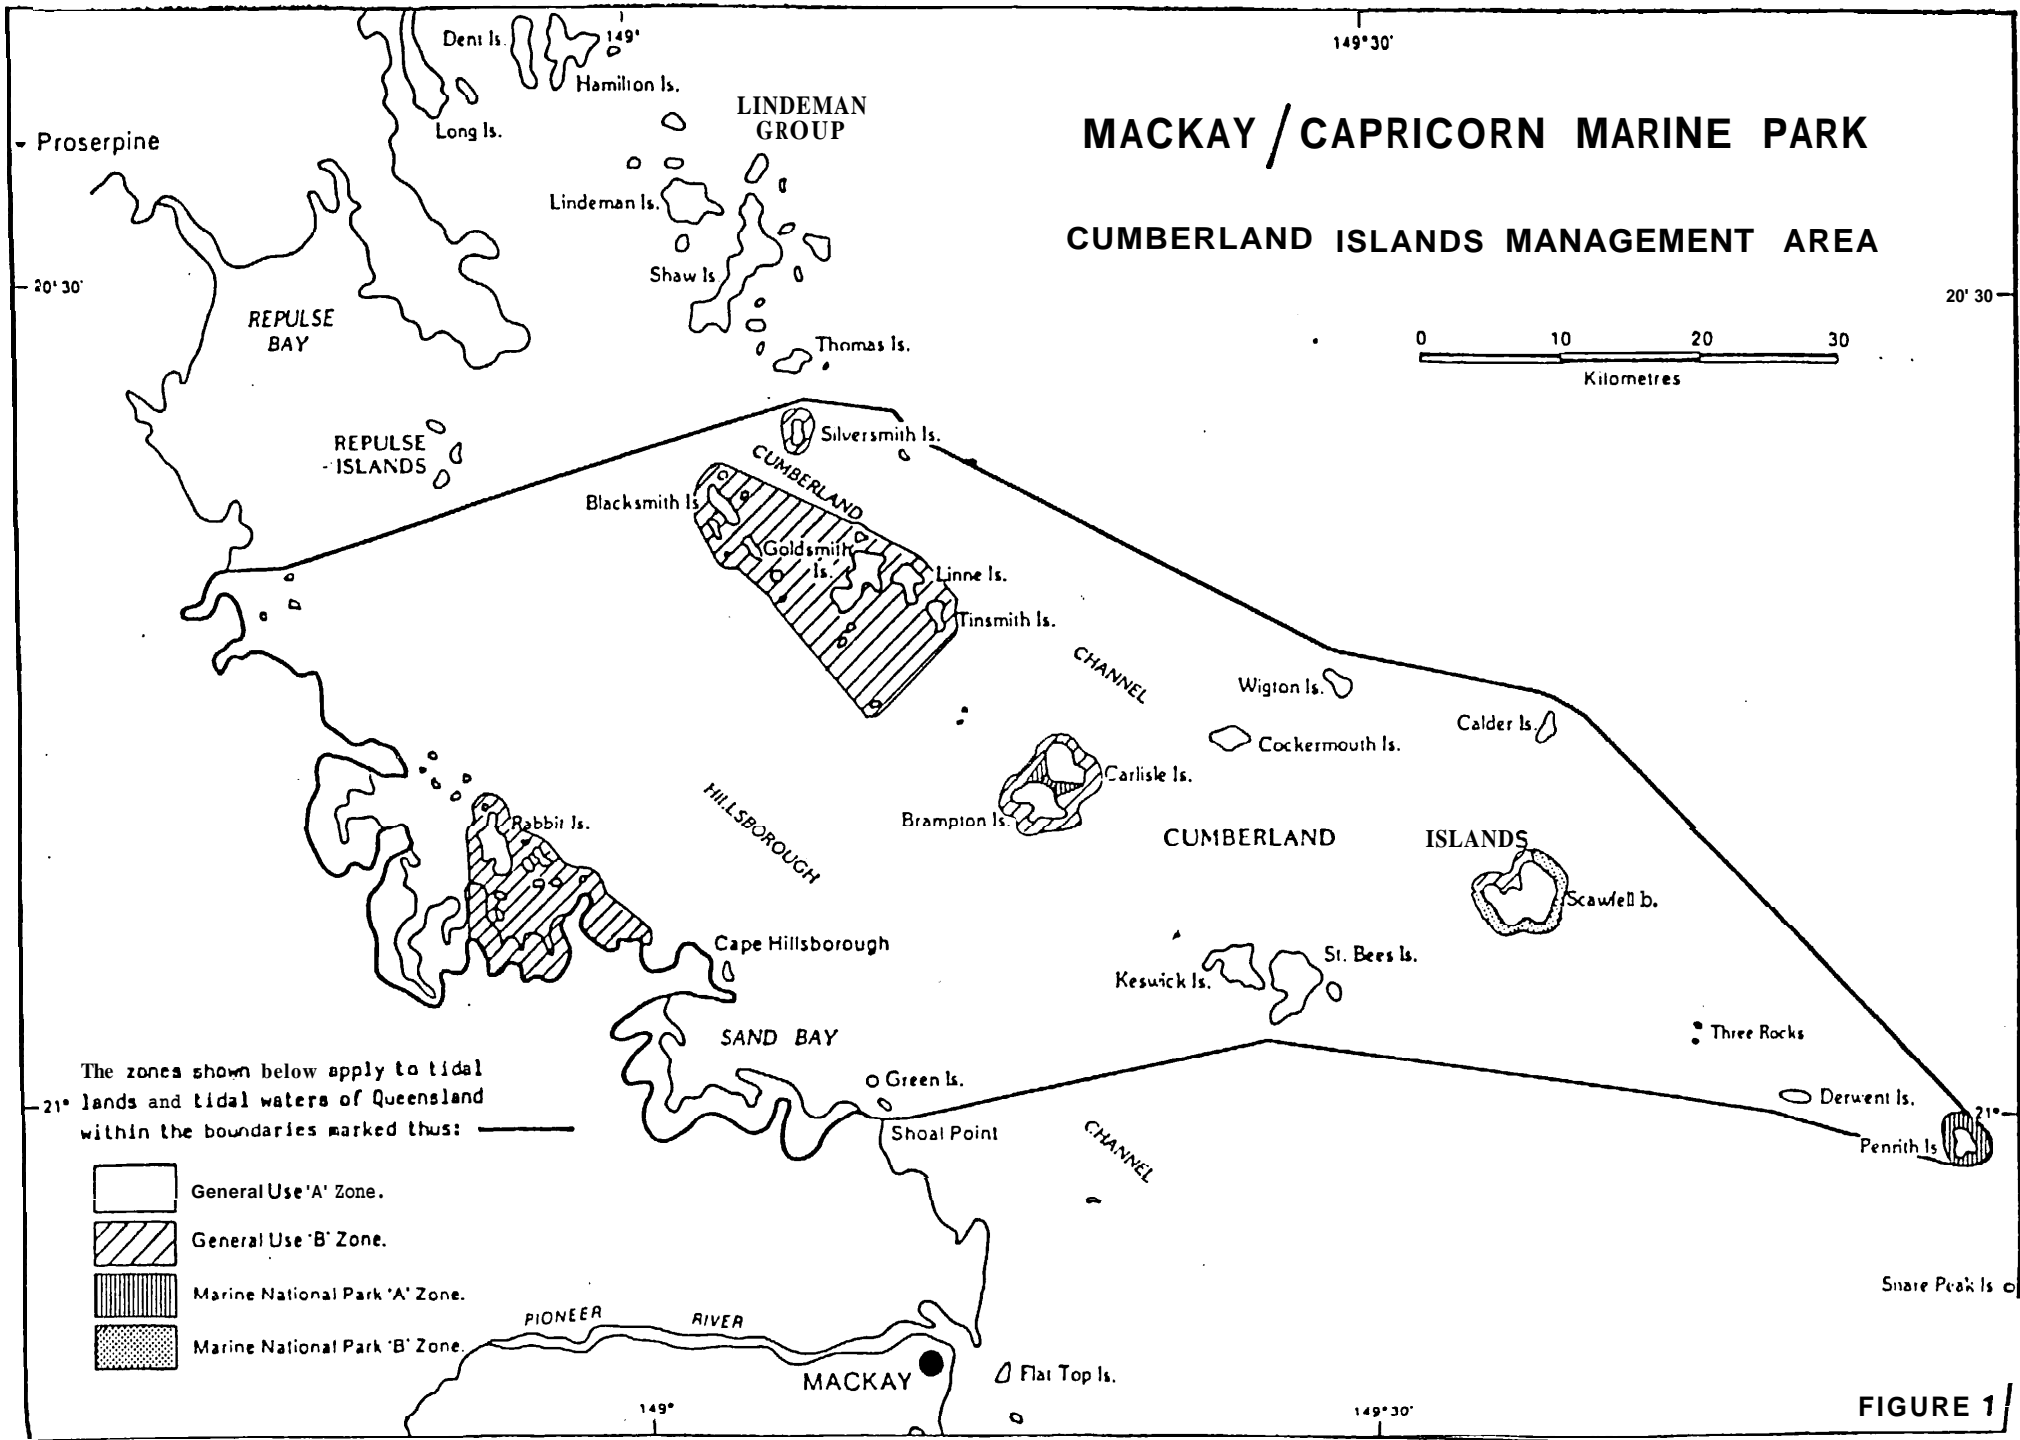 Dent Is.
149°
149°30'
Hamilton Is.
LINDEMAN
GROUP
Long Is.
Proserpine
MACKAY/CAPRICORN MARINE PARK
Lindeman Is.
CUMBERLAND ISLANDS MANAGEMENT AREA
Shaw Is
20°30'
20' 30
REPULSE
BAY
Thomas Is.
0 10 20 30
Kilometres
REPULSE
ISLANDS
Silversmith Is.
CUMBERLAND
Blacksmith Is
Goldsmith
Is.
Linne Is.
Tinsmith Is.
CHANNEL
Wigton Is.
Calder Is.
Cockermouth Is.
Carlisle Is.
HILLSBOROUGH
Rabbit Is.
Brampton Is.
CUMBERLAND ISLANDS
Scawfell b.
Cape Hillsborough
St. Bees Is.
Keswick Is.
SAND BAY
Three Rocks
Green Is.
Derwent Is.
21°
21°
Shoal Point
CHANNEL
Penrith Is
The zones shown below apply to tidal
lands and tidal waters of Queensland
within the boundaries marked thus:
General Use 'A' Zone.
General Use 'B' Zone.
Marine National Park 'A' Zone.
Marine National Park 'B' Zone.
Snare Peak Is
PIONEER RIVER
MACKAY
Flat Top Is.
149°
149°30'
FIGURE 1